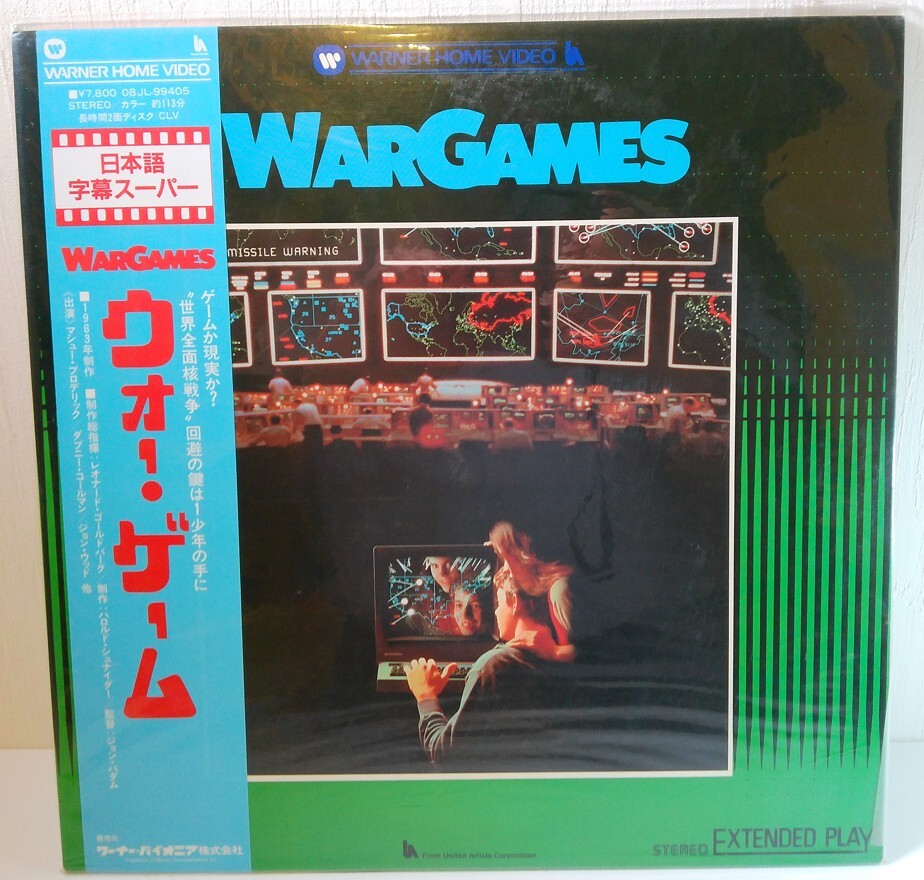 WARNER HOME VIDEO
■¥7,800 08JL-99405
STEREO カラー 約113分
長時間2面ディスク CLV
日本語
字幕スーパー
WARGAMES
ゲームか現実か?
“世界全面核戦争”回避の鍵は1少年の手に
ウォー・ゲーム
■1983年制作 ■制作総指揮:レオナード・ゴールドバーグ 制作:ハロルド・シュナイダー 監督:ジョン・バダム
《出演》マシュー・ブロデリック ダブニー・コールマン ジョン・ウッド 他
発売元
ワーナー・パイオニア株式会社
WARNER HOME VIDEO
WARGAMES
MISSILE WARNING
From United Artists Corporation
STEREO EXTENDED PLAY